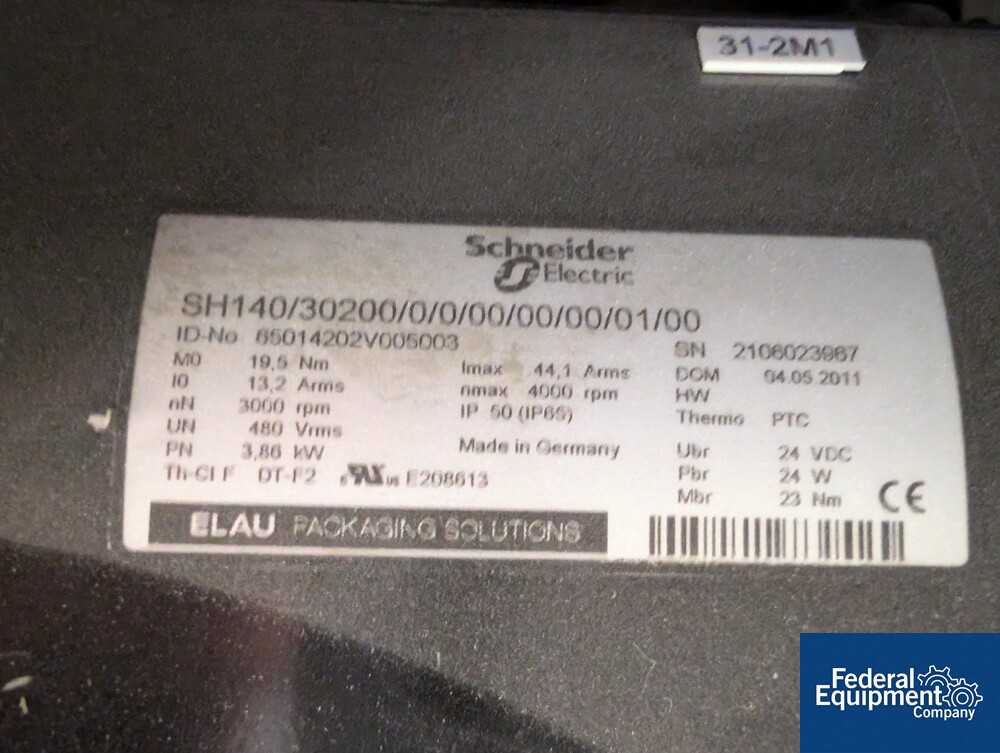 31-2M1
Schneider
Electric
SH140/30200/0/0/00/00/00/01/00
ID-No 65014202V005003
SN 2106023967
M0 19,5 Nm
Imax 44,1 Arms
DOM 04.05.2011
I0 13,2 Arms
nmax 4000 rpm
HW
nN 3000 rpm
IP 50 (IP65)
Thermo PTC
UN 480 Vrms
PN 3,86 kW
Made in Germany
Ubr 24 VDC
Th-Cl F DT-F2 c RU us E208613
Pbr 24 W
Mbr 23 Nm
CE
ELAU PACKAGING SOLUTIONS
Federal
Equipment
Company